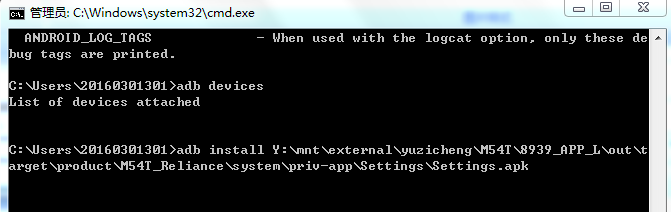 管理员: C:\Windows\system32\cmd.exe
ANDROID_LOG_TAGS - When used with the logcat option, only these de
bug tags are printed.
C:\Users\20160301301>adb devices
List of devices attached
C:\Users\20160301301>adb install Y:\mnt\external\yuzicheng\M54T\8939_APP_L\out\t
arget\product\M54T_Reliance\system\priv-app\Settings\Settings.apk